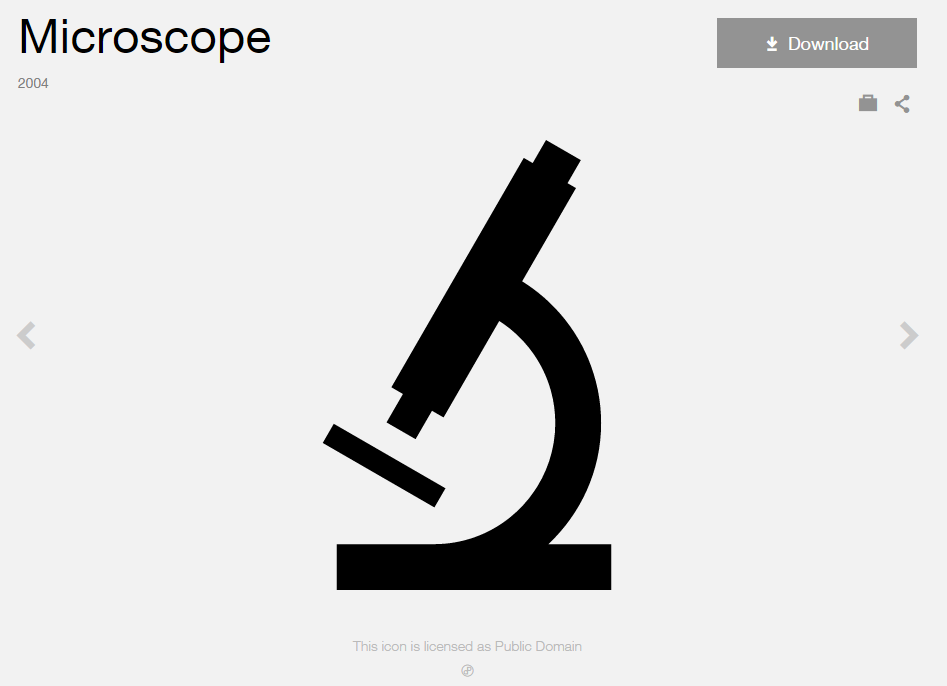 Microscope
Download
2004
This icon is licensed as Public Domain